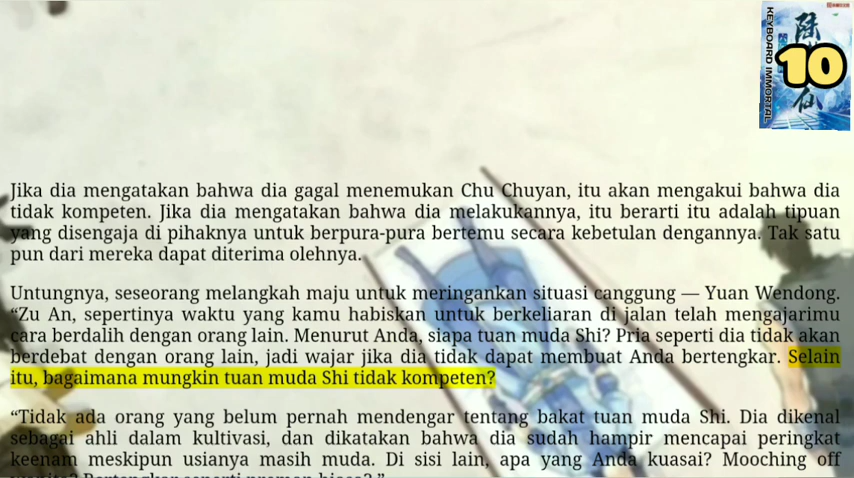 KEYBOARD IMMORTAL
10
Jika dia mengatakan bahwa dia gagal menemukan Chu Chuyan, itu akan mengakui bahwa dia
tidak kompeten. Jika dia mengatakan bahwa dia melakukannya, itu berarti itu adalah tipuan
yang disengaja di pihaknya untuk berpura-pura bertemu secara kebetulan dengannya. Tak satu
pun dari mereka dapat diterima olehnya.
Untungnya, seseorang melangkah maju untuk meringankan situasi canggung — Yuan Wendong.
“Zu An, sepertinya waktu yang kamu habiskan untuk berkeliaran di jalan telah mengajarimu
cara berdalih dengan orang lain. Menurut Anda, siapa tuan muda Shi? Pria seperti dia tidak akan
berdebat dengan orang lain, jadi wajar jika dia tidak dapat membuat Anda bertengkar. Selain
itu, bagaimana mungkin tuan muda Shi tidak kompeten?
“Tidak ada orang yang belum pernah mendengar tentang bakat tuan muda Shi. Dia dikenal
sebagai ahli dalam kultivasi, dan dikatakan bahwa dia sudah hampir mencapai peringkat
keenam meskipun usianya masih muda. Di sisi lain, apa yang Anda kuasai? Mooching off